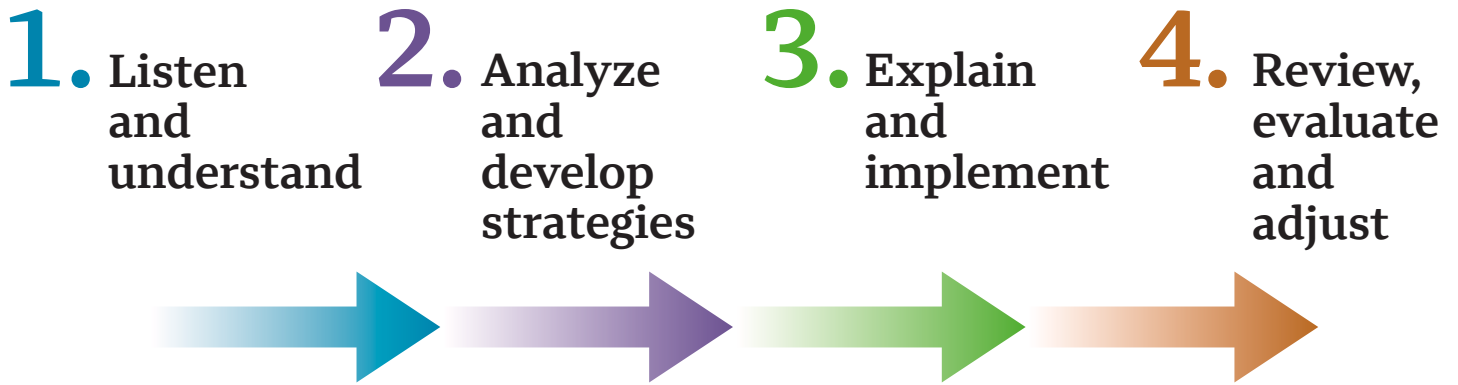 1. Listen
and
understand
2. Analyze
and
develop
strategies
3. Explain
and
implement
4. Review,
evaluate
and
adjust